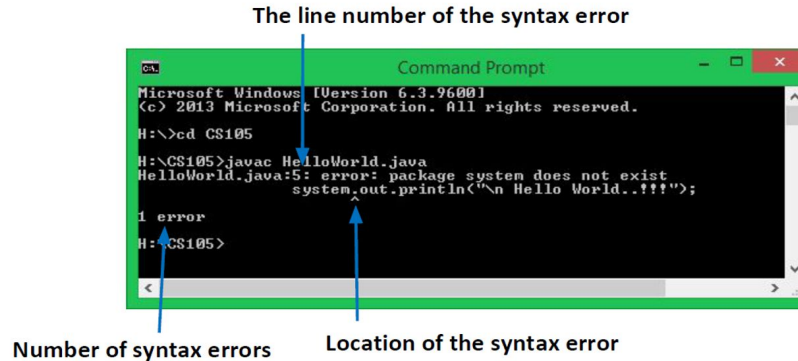 The line number of the syntax error
C:\.
Command Prompt
Microsoft Windows [Version 6.3.9600]
(c) 2013 Microsoft Corporation. All rights reserved.
H:\>cd CS105
H:\CS105>javac HelloWorld.java
HelloWorld.java:5: error: package system does not exist
system.out.println("\n Hello World..!!!");
^
1 error
H:\CS105>
Number of syntax errors
Location of the syntax error